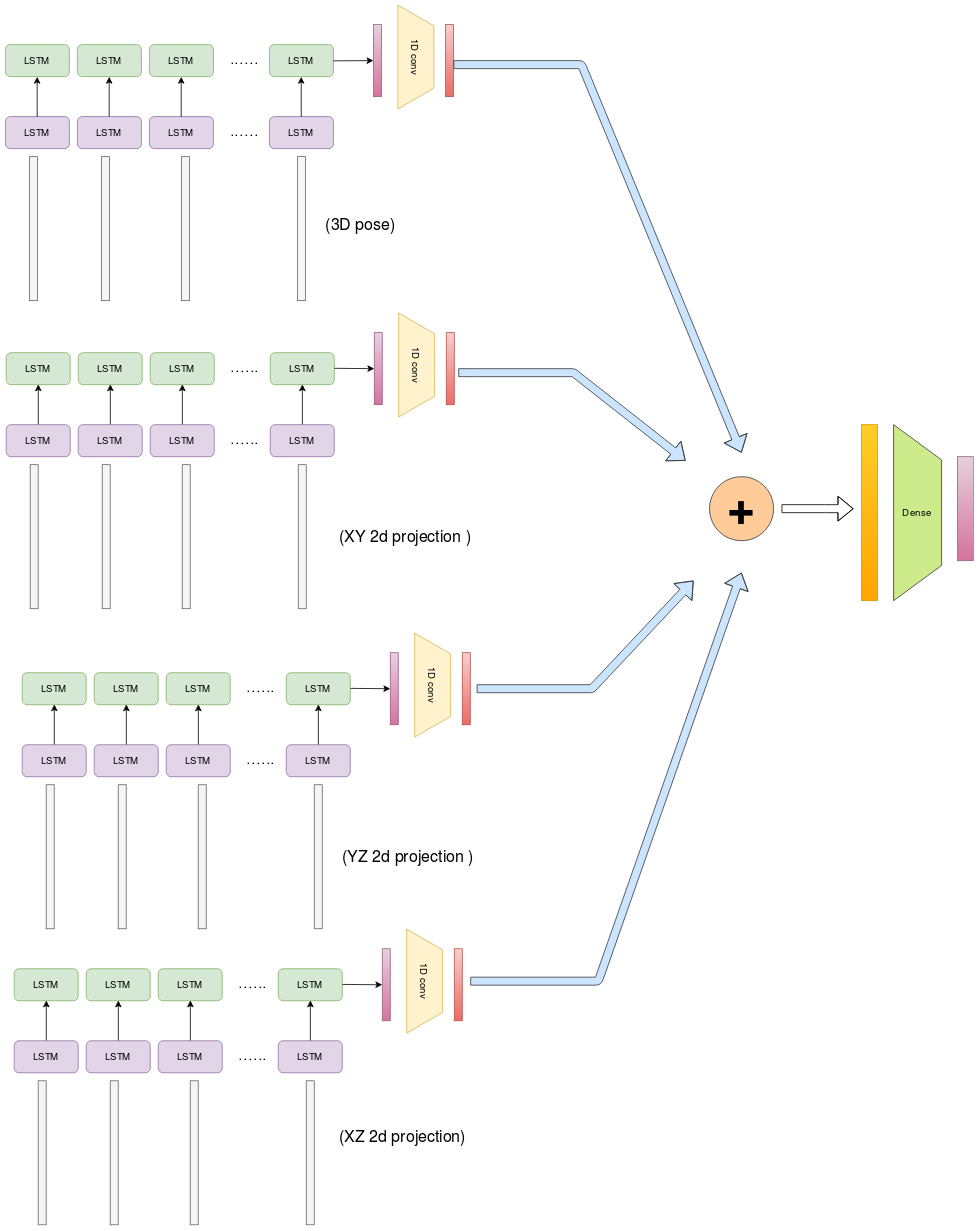 LSTM LSTM LSTM ...... LSTM
1D conv
LSTM LSTM LSTM ...... LSTM
(3D pose)
LSTM LSTM LSTM ...... LSTM
1D conv
LSTM LSTM LSTM ...... LSTM
(XY 2d projection )
+
Dense
LSTM LSTM LSTM ...... LSTM
1D conv
LSTM LSTM LSTM ...... LSTM
(YZ 2d projection )
LSTM LSTM LSTM ...... LSTM
1D conv
LSTM LSTM LSTM ...... LSTM
(XZ 2d projection)